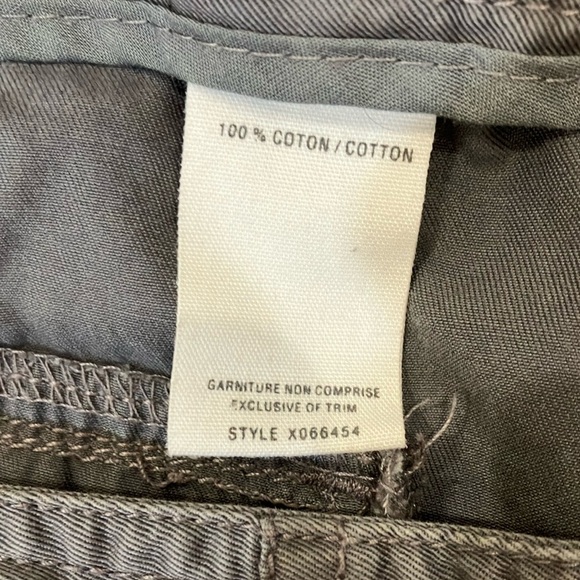 100 % COTON / COTTON
GARNITURE NON COMPRISE
EXCLUSIVE OF TRIM
STYLE X066454